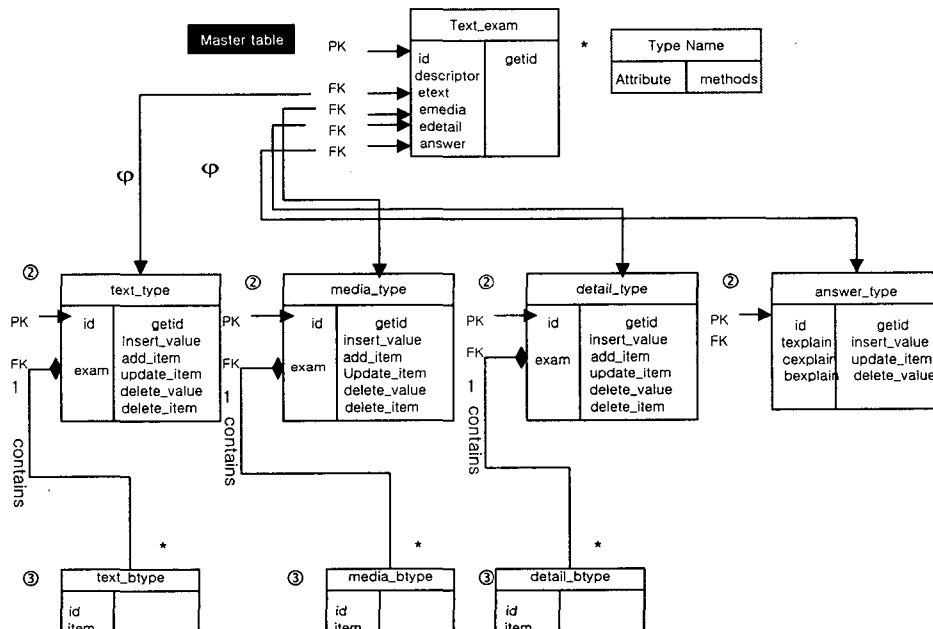 Master table
Text_exam
PK
id
getid
descriptor
FK
etext
FK
emedia
FK
edetail
FK
answer
*
Type Name
Attribute
methods
φ
φ
②
text_type
PK
id
getid
insert_value
FK
exam
add_item
update_item
delete_value
delete_item
1
contains
②
media_type
PK
id
getid
insert_value
FK
exam
add_item
Update_item
delete_value
delete_item
1
contains
②
detail_type
PK
id
getid
insert_value
FK
exam
add_item
update_item
delete_value
delete_item
1
contains
②
answer_type
PK
FK
id
getid
texplain
insert_value
cexplain
update_item
bexplain
delete_value
*
③
text_btype
id
item
*
③
media_btype
id
item
*
③
detail_btype
id
item